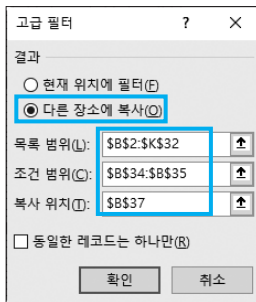 고급 필터 ? ×
결과
현재 위치에 필터(F)
다른 장소에 복사(O)
목록 범위(L): $B$2:$K$32
조건 범위(C): $B$34:$B$35
복사 위치(T): $B$37
동일한 레코드는 하나만(R)
확인 취소